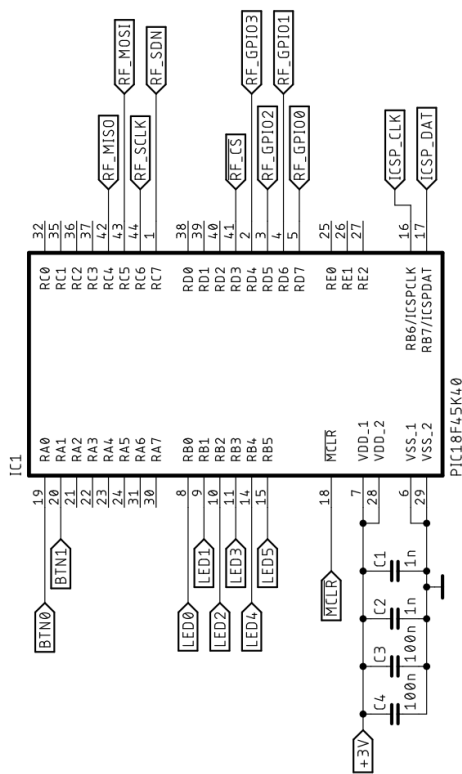 IC1
BTN0 19 RA0 RC0 32
BTN1 20 RA1 RC1 35
21 RA2 RC2 36
22 RA3 RC3 37
23 RA4 RC4 42 RF_MISO
24 RA5 RC5 43 RF_MOSI
31 RA6 RC6 44 RF_SCLK
30 RA7 RC7 1 RF_SDN
LED0 8 RB0 RD0 38
LED1 9 RB1 RD1 39
LED2 10 RB2 RD2 40
LED3 11 RB3 RD3 41 RF_CS
LED4 14 RB4 RD4 2 RF_GPIO3
LED5 15 RB5 RD5 3 RF_GPIO2
RD6 4 RF_GPIO1
RD7 5 RF_GPIO0
MCLR 18 MCLR RE0 25
RE1 26
+3V 7 VDD_1 RE2 27
28 VDD_2
C4 C3 C2 C1
6 VSS_1 RB6/ICSPCLK 16 ICSP_CLK
100n 100n 1n 1n 29 VSS_2 RB7/ICSPDAT 17 ICSP_DAT
PIC18F45K40